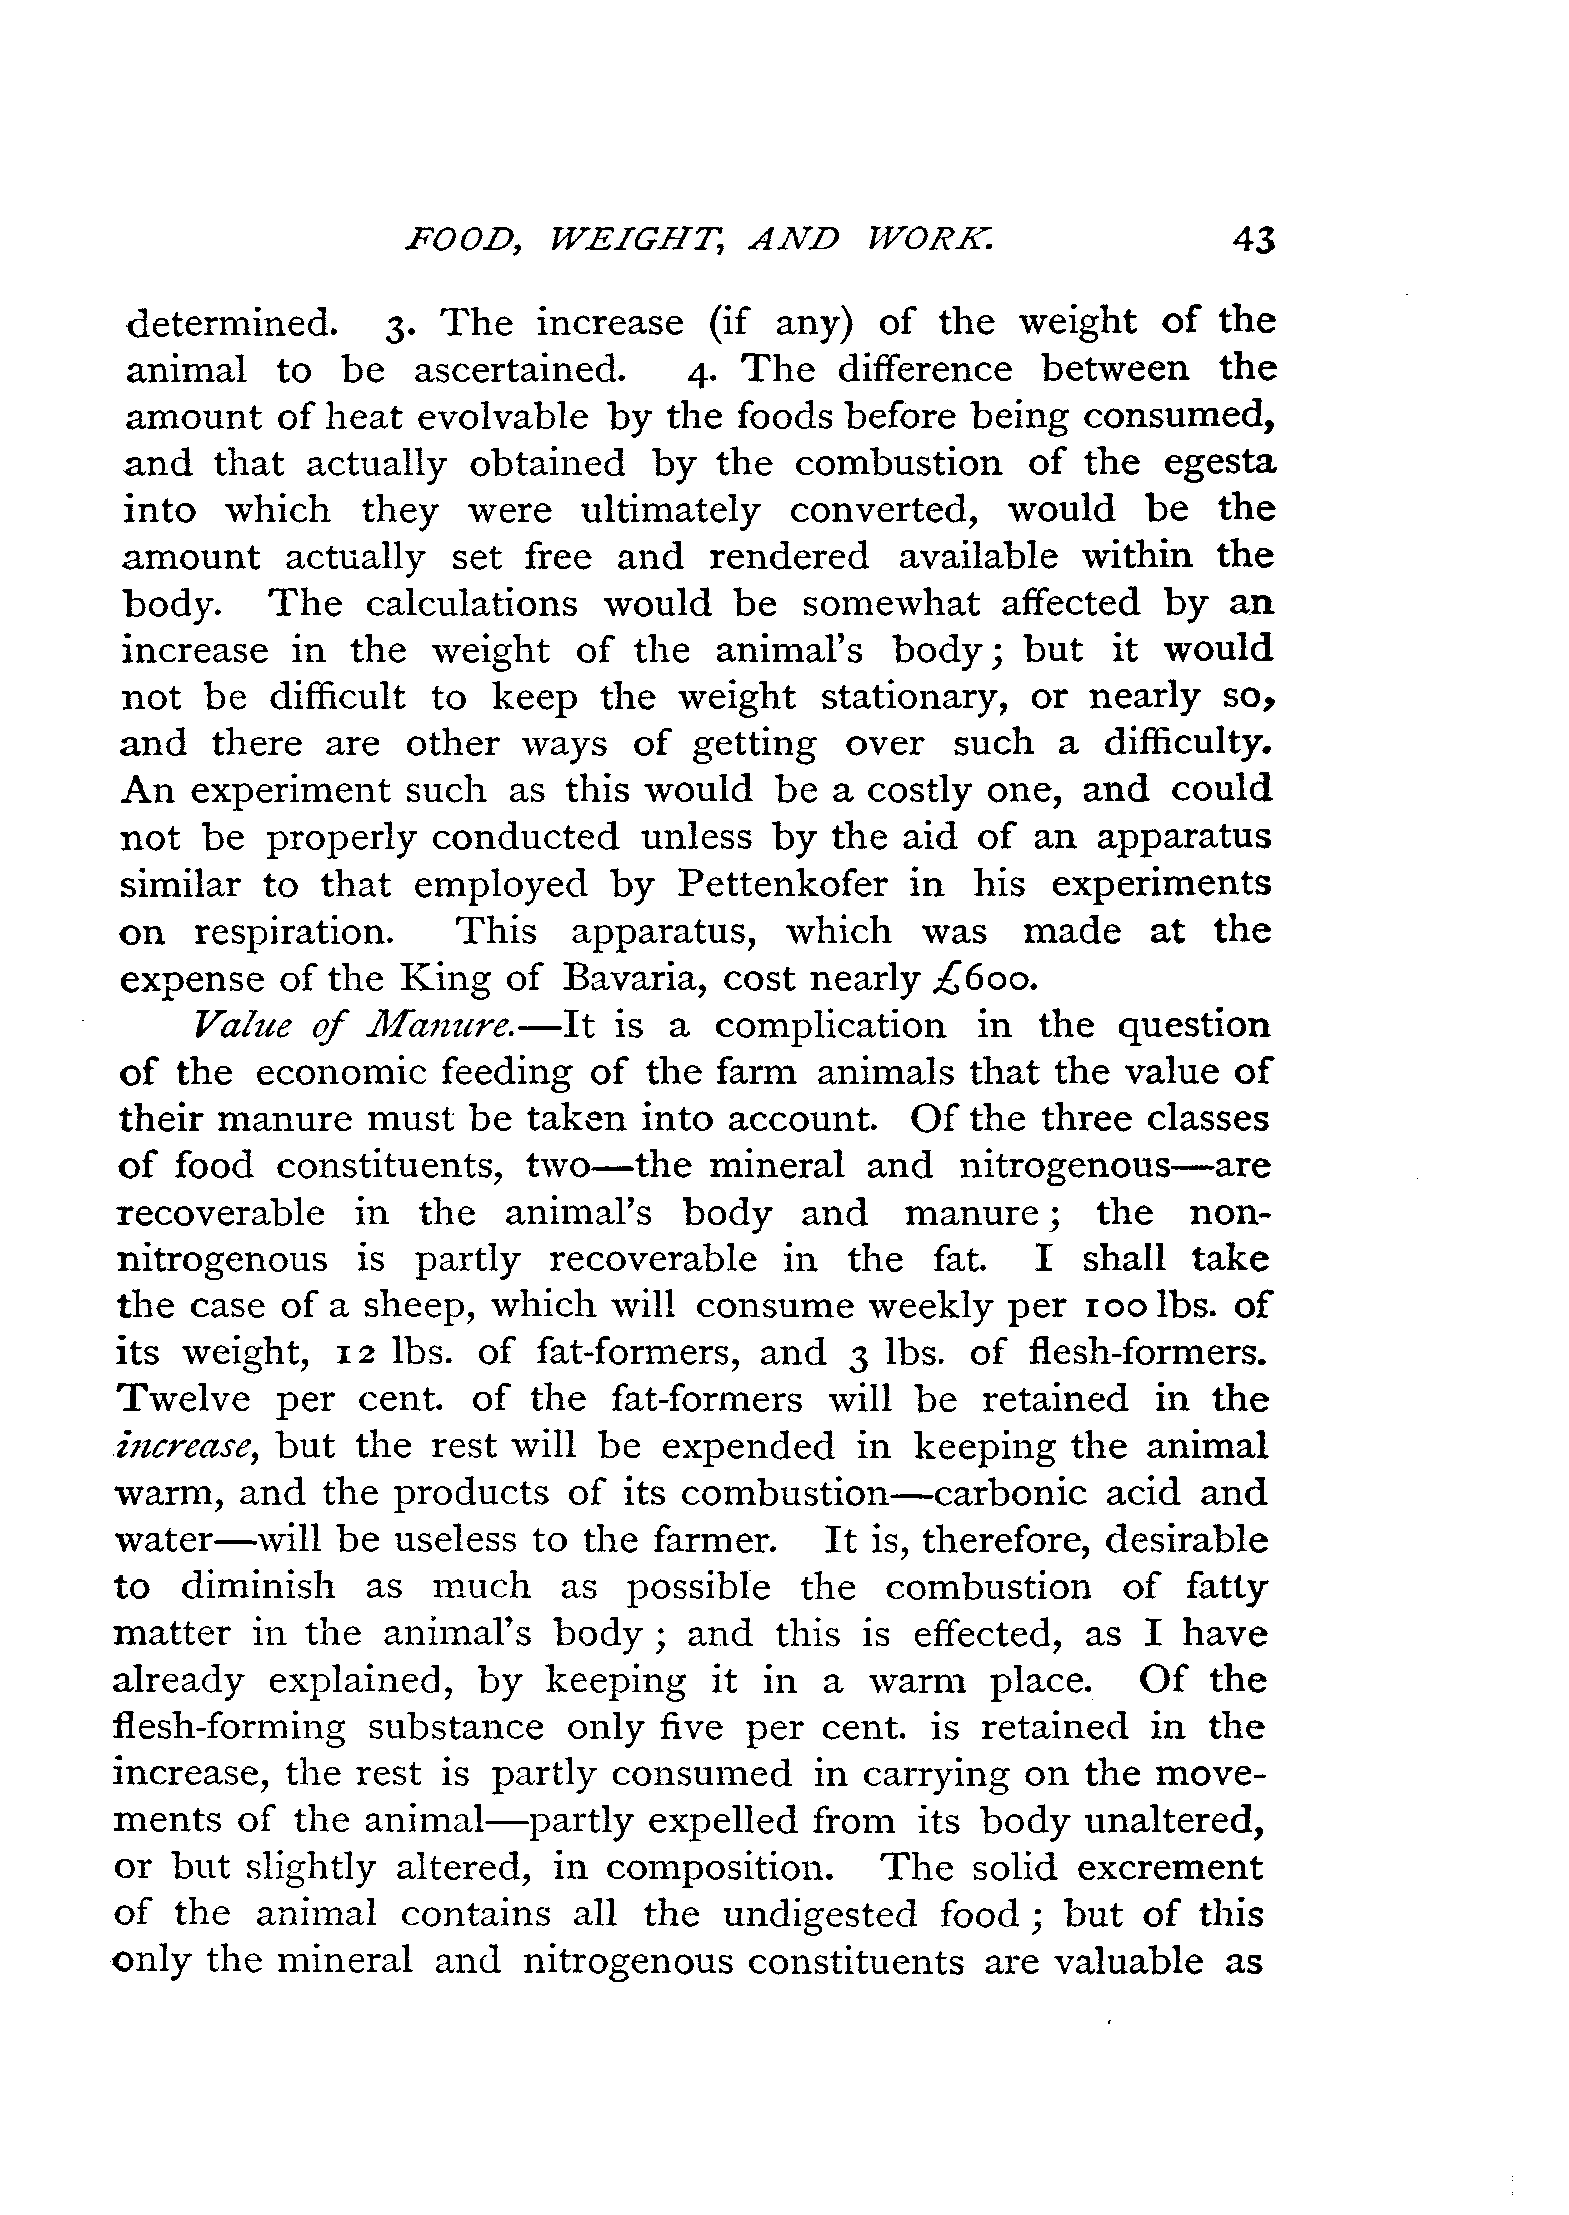 FOOD, WEIGHT, AND WORK. 43
determined. 3. The increase (if any) of the weight of the
animal to be ascertained. 4. The difference between the
amount of heat evolvable by the foods before being consumed,
and that actually obtained by the combustion of the egesta
into which they were ultimately converted, would be the
amount actually set free and rendered available within the
body. The calculations would be somewhat affected by an
increase in the weight of the animal's body; but it would
not be difficult to keep the weight stationary, or nearly so,
and there are other ways of getting over such a difficulty.
An experiment such as this would be a costly one, and could
not be properly conducted unless by the aid of an apparatus
similar to that employed by Pettenkofer in his experiments
on respiration. This apparatus, which was made at the
expense of the King of Bavaria, cost nearly £600.
Value of Manure.—It is a complication in the question
of the economic feeding of the farm animals that the value of
their manure must be taken into account. Of the three classes
of food constituents, two—the mineral and nitrogenous—are
recoverable in the animal's body and manure; the non-
nitrogenous is partly recoverable in the fat. I shall take
the case of a sheep, which will consume weekly per 100 lbs. of
its weight, 12 lbs. of fat-formers, and 3 lbs. of flesh-formers.
Twelve per cent. of the fat-formers will be retained in the
increase, but the rest will be expended in keeping the animal
warm, and the products of its combustion—carbonic acid and
water—will be useless to the farmer. It is, therefore, desirable
to diminish as much as possible the combustion of fatty
matter in the animal's body; and this is effected, as I have
already explained, by keeping it in a warm place. Of the
flesh-forming substance only five per cent. is retained in the
increase, the rest is partly consumed in carrying on the move-
ments of the animal—partly expelled from its body unaltered,
or but slightly altered, in composition. The solid excrement
of the animal contains all the undigested food; but of this
only the mineral and nitrogenous constituents are valuable as